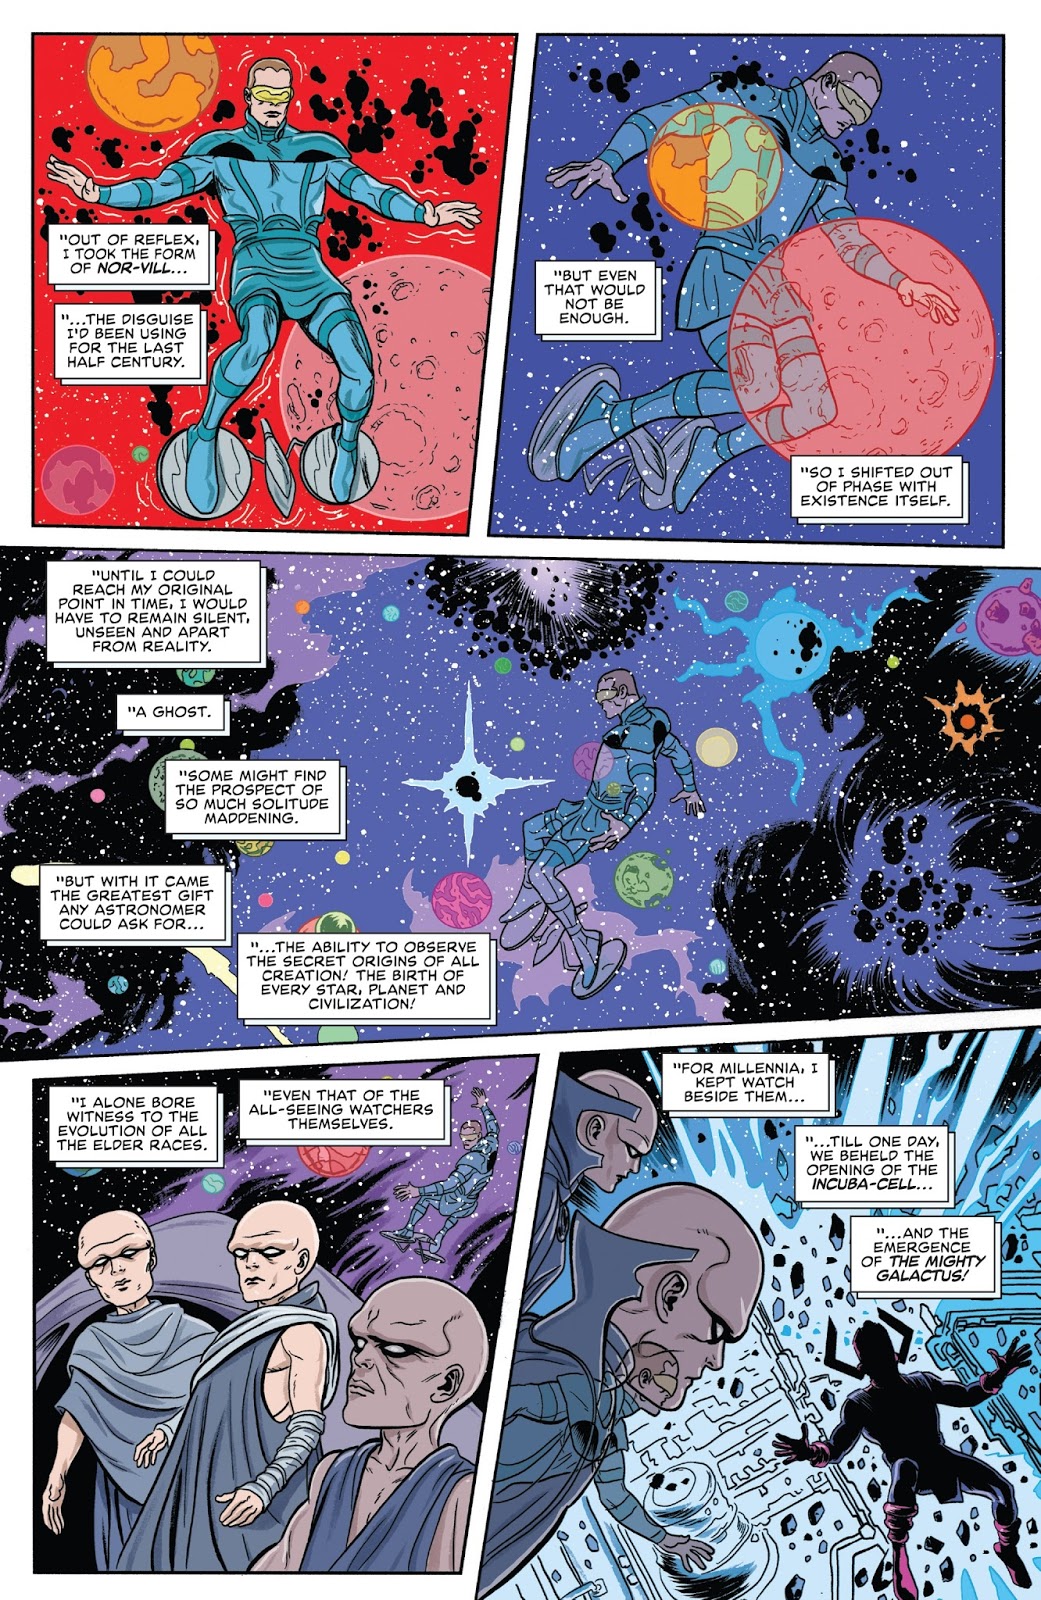 "OUT OF REFLEX,
I TOOK THE FORM
OF NOR-VILL...
"...THE DISGUISE
I'D BEEN USING
FOR THE LAST
HALF CENTURY.
"BUT EVEN
THAT WOULD
NOT BE
ENOUGH.
"SO I SHIFTED OUT
OF PHASE WITH
EXISTENCE ITSELF.
"UNTIL I COULD
REACH MY ORIGINAL
POINT IN TIME, I WOULD
HAVE TO REMAIN SILENT,
UNSEEN AND APART
FROM REALITY.
"A GHOST.
"SOME MIGHT FIND
THE PROSPECT OF
SO MUCH SOLITUDE
MADDENING.
"BUT WITH IT CAME
THE GREATEST GIFT
ANY ASTRONOMER
COULD ASK FOR...
"...THE ABILITY TO OBSERVE
THE SECRET ORIGINS OF ALL
CREATION! THE BIRTH OF
EVERY STAR, PLANET AND
CIVILIZATION!
"I ALONE BORE
WITNESS TO THE
EVOLUTION OF ALL
THE ELDER RACES.
"EVEN THAT OF THE
ALL-SEEING WATCHERS
THEMSELVES.
"FOR MILLENNIA, I
KEPT WATCH
BESIDE THEM...
"...TILL ONE DAY,
WE BEHELD THE
OPENING OF THE
INCUBA-CELL...
"...AND THE
EMERGENCE
OF THE MIGHTY
GALACTUS!